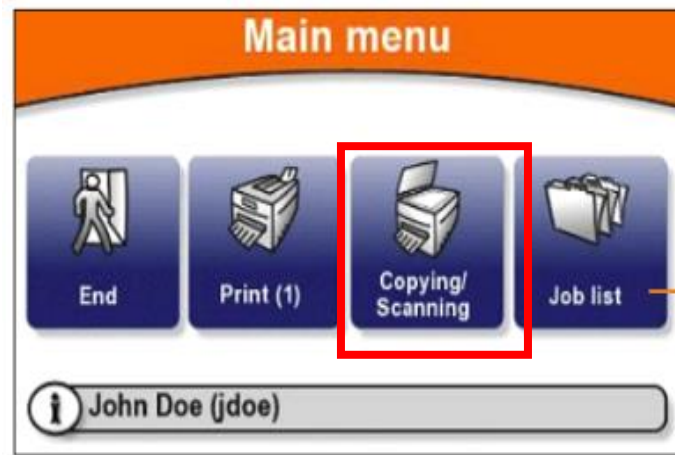 Main menu
End
Print (1)
Copying/
Scanning
Job list
i John Doe (jdoe)